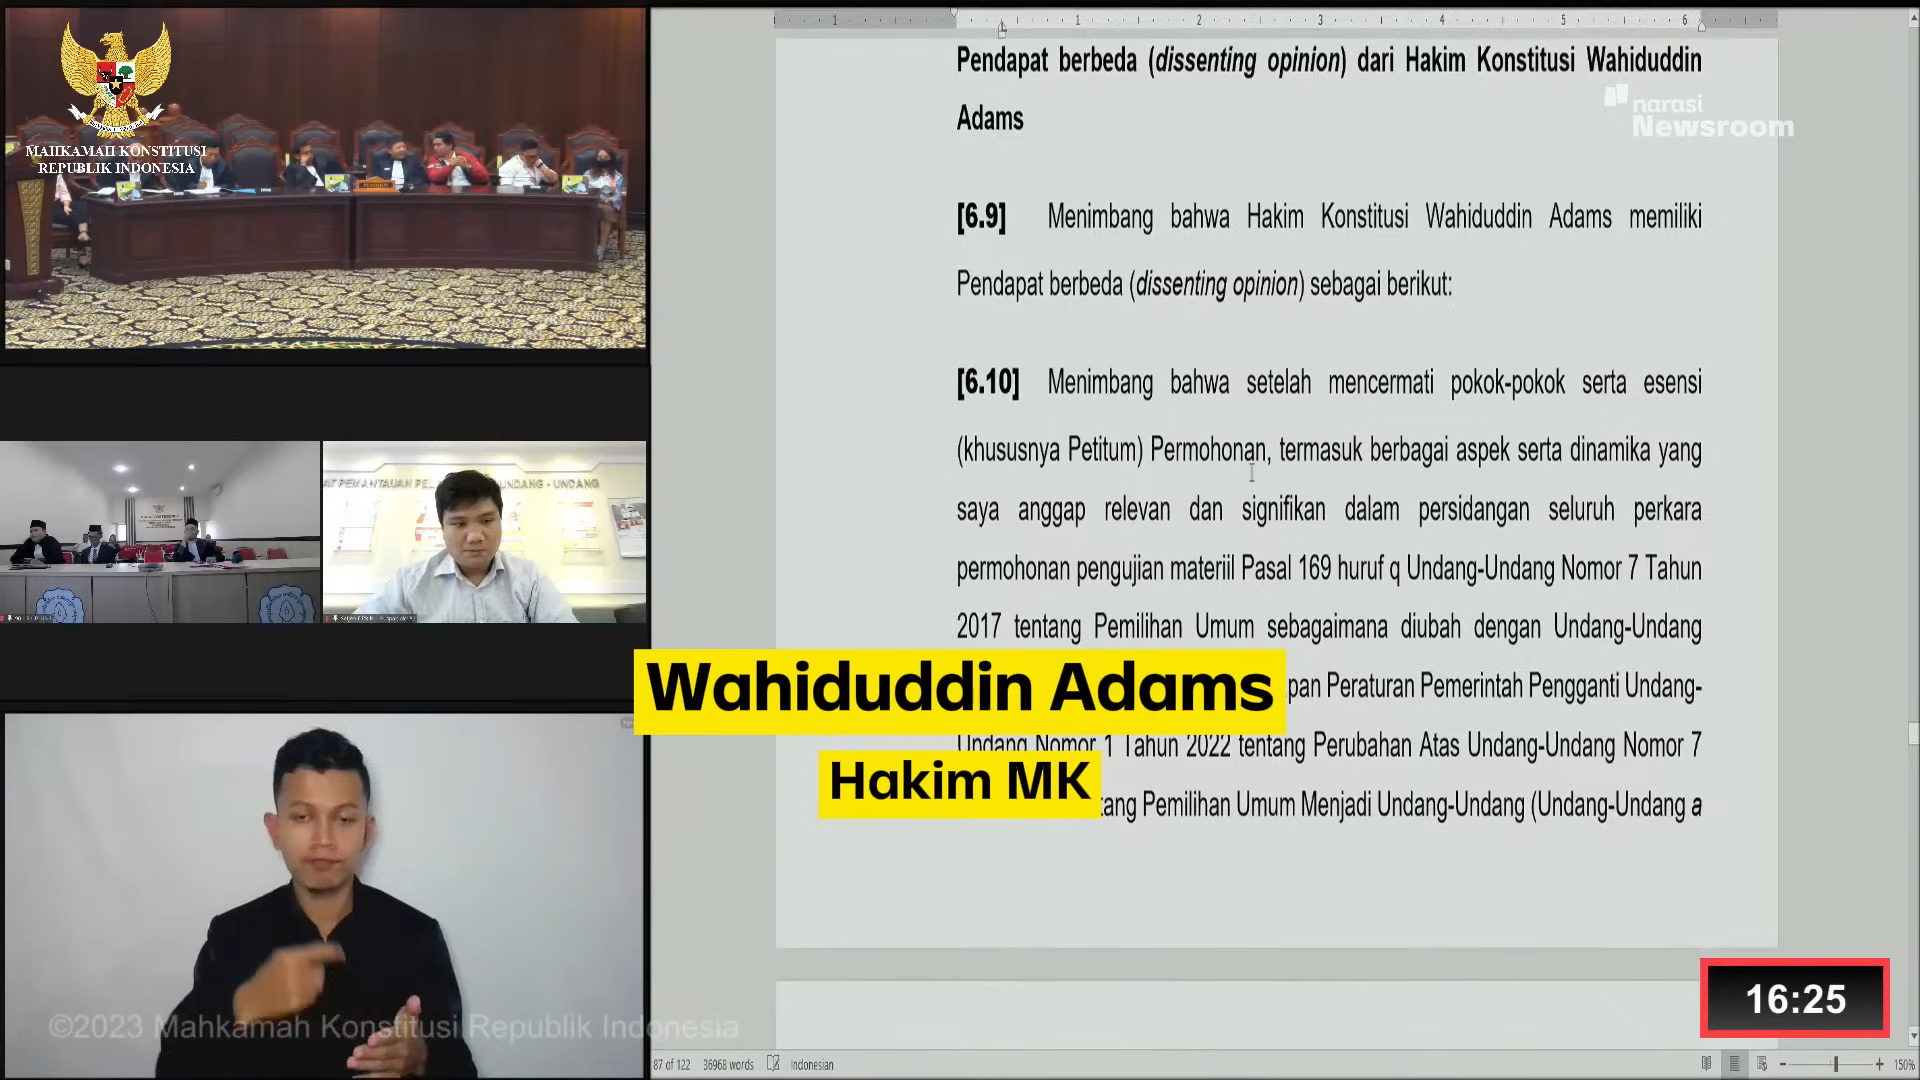 MAHKAMAH KONSTITUSI
REPUBLIK INDONESIA
Pendapat berbeda (dissenting opinion) dari Hakim Konstitusi Wahiduddin
Adams
narasi
Newsroom
[6.9] Menimbang bahwa Hakim Konstitusi Wahiduddin Adams memiliki
Pendapat berbeda (dissenting opinion) sebagai berikut:
[6.10] Menimbang bahwa setelah mencermati pokok-pokok serta esensi
(khususnya Petitum) Permohonan, termasuk berbagai aspek serta dinamika yang
saya anggap relevan dan signifikan dalam persidangan seluruh perkara
permohonan pengujian materiil Pasal 169 huruf q Undang-Undang Nomor 7 Tahun
2017 tentang Pemilihan Umum sebagaimana diubah dengan Undang-Undang
pan Peraturan Pemerintah Pengganti Undang-
Undang Nomor 1 Tahun 2022 tentang Perubahan Atas Undang-Undang Nomor 7
tang Pemilihan Umum Menjadi Undang-Undang (Undang-Undang a
Wahiduddin Adams
Hakim MK
16:25
©2023 Mahkamah Konstitusi Republik Indonesia
87 of 122 36968 words Indonesian 150%